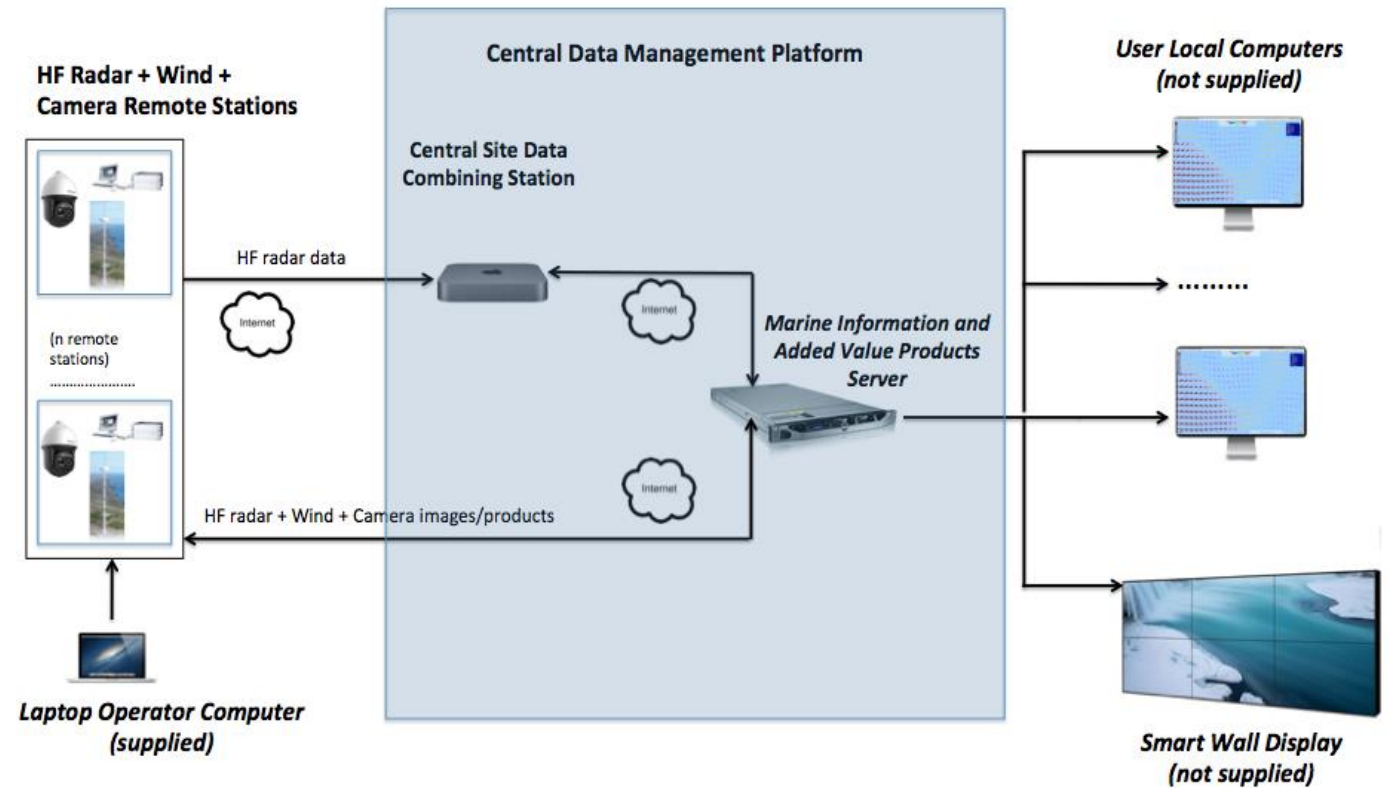 Central Data Management Platform
User Local Computers
(not supplied)
HF Radar + Wind +
Camera Remote Stations
Central Site Data
Combining Station
HF radar data
Internet
Internet
(n remote
stations)
.....................
Marine Information and
Added Value Products
Server
.........
Internet
HF radar + Wind + Camera images/products
Laptop Operator Computer
(supplied)
Smart Wall Display
(not supplied)